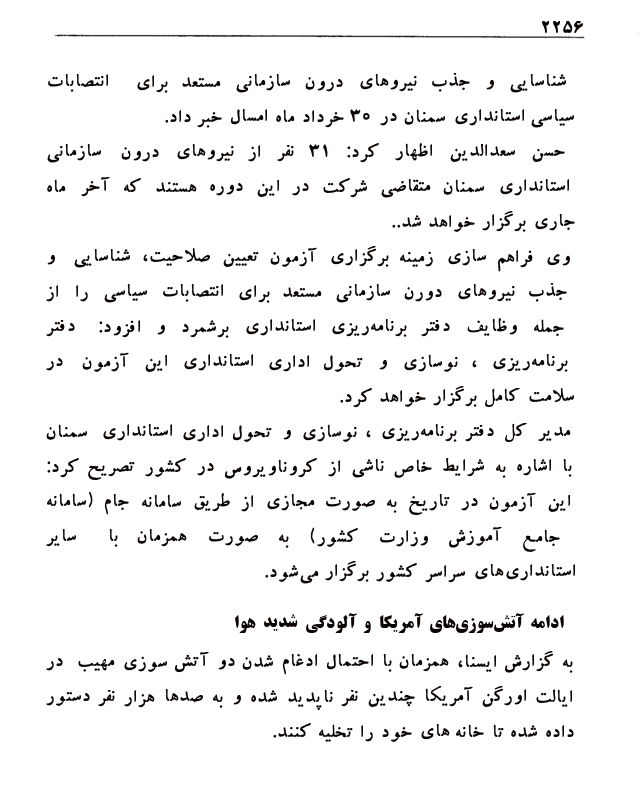 ۲۲۵۶
شناسایی و جذب نیروهای درون سازمانی مستعد برای انتصابات
سیاسی استانداری سمنان در ۳۰ خرداد ماه امسال خبر داد.
حسن سعدالدین اظهار کرد: ۳۱ نفر از نیروهای درون سازمانی
استانداری سمنان متقاضی شرکت در این دوره هستند که آخر ماه
جاری برگزار خواهد شد..
وی فراهم سازی زمینه برگزاری آزمون تعیین صلاحیت، شناسایی و
جذب نیروهای دورن سازمانی مستعد برای انتصابات سیاسی را از
جمله وظایف دفتر برنامه‌ریزی استانداری برشمرد و افزود: دفتر
برنامه‌ریزی ، نوسازی و تحول اداری استانداری این آزمون در
سلامت کامل برگزار خواهد کرد.
مدیر کل دفتر برنامه‌ریزی ، نوسازی و تحول اداری استانداری سمنان
با اشاره به شرایط خاص ناشی از کروناویروس در کشور تصریح کرد:
این آزمون در تاریخ به صورت مجازی از طریق سامانه جام (سامانه
جامع آموزش وزارت کشور) به صورت همزمان با سایر
استانداری‌های سراسر کشور برگزار می‌شود.
ادامه آتش‌سوزی‌های آمریکا و آلودگی شدید هوا
به گزارش ایسنا، همزمان با احتمال ادغام شدن دو آتش سوزی مهیب در
ایالت اورگن آمریکا چندین نفر ناپدید شده و به صدها هزار نفر دستور
داده شده تا خانه های خود را تخلیه کنند.